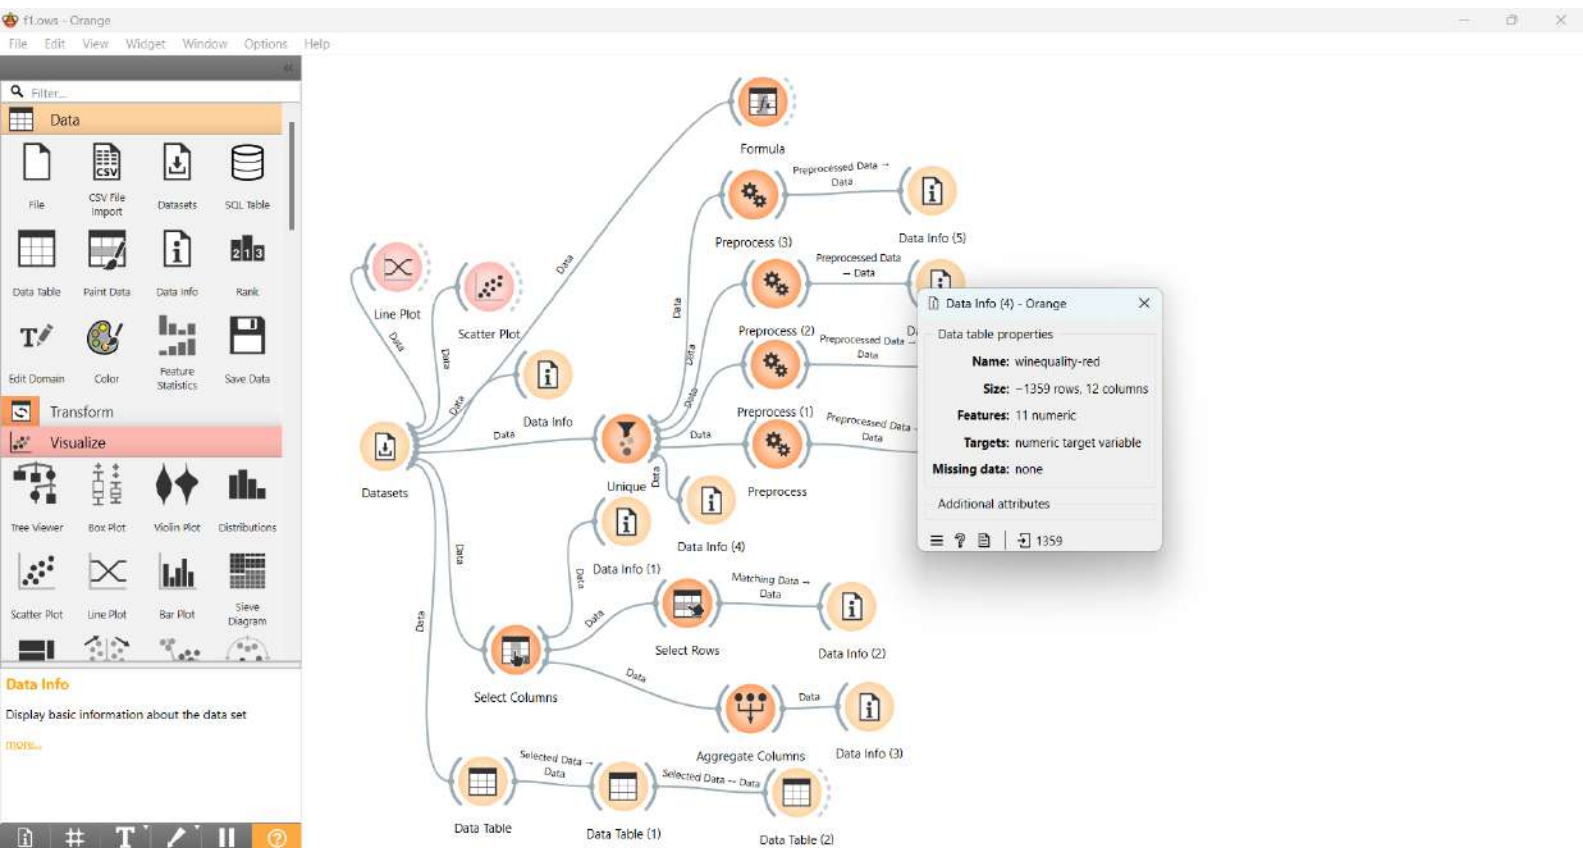 f1.ows - Orange
File Edit View Widget Window Options Help
Filter...
Data
File
CSV File
Import
Datasets
SQL Table
Data Table
Paint Data
Data Info
Rank
Edit Domain
Color
Feature
Statistics
Save Data
Transform
Visualize
Tree Viewer
Box Plot
Violin Plot
Distributions
Scatter Plot
Line Plot
Bar Plot
Sieve
Diagram
Data Info
Display basic information about the data set
more...
Formula
Preprocessed Data →
Data
Preprocess (3)
Data Info (5)
Line Plot
Scatter Plot
Data
Data
Data
Data
Preprocessed Data
→ Data
Preprocess (2)
Data
Data
Data
Data Info
Data
Preprocessed Data →
Data
Preprocess (1)
Preprocessed Data →
Data
Preprocess
Datasets
Data
Unique
Data
Data
Data Info (4)
Data Info (1)
Data
Data
Data
Data
Matching Data →
Data
Select Rows
Data Info (2)
Select Columns
Data
Data
Aggregate Columns
Data Info (3)
Selected Data →
Data
Selected Data → Data
Data Table
Data Table (1)
Data Table (2)
Data Info (4) - Orange
Data table properties
Name: winequality-red
Size: ~1359 rows, 12 columns
Features: 11 numeric
Targets: numeric target variable
Missing data: none
Additional attributes
1359